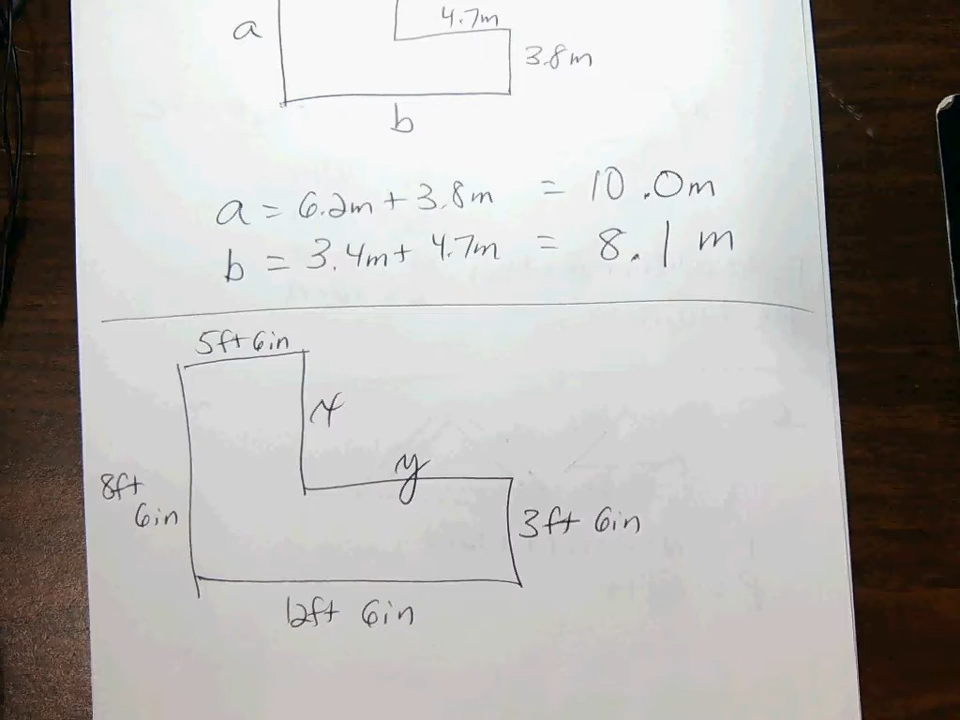 4.7m
a
3.8m
b
a = 6.2m + 3.8m = 10.0m
b = 3.4m + 4.7m = 8.1 m
5ft 6in
x
y
8ft
6in
3ft 6in
12ft 6in